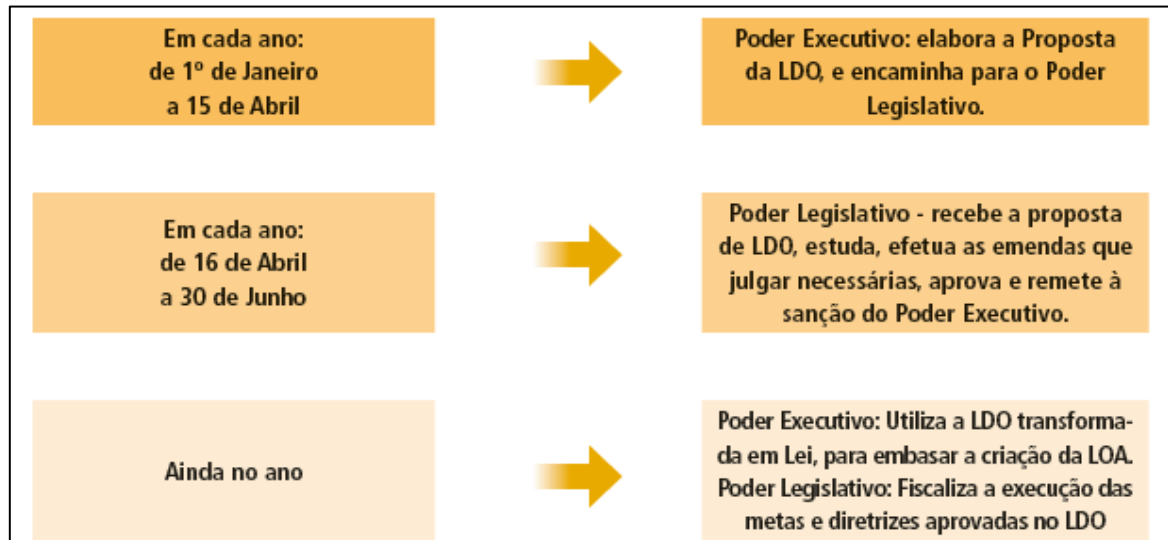 Em cada ano:
de 1º de Janeiro
a 15 de Abril
Poder Executivo: elabora a Proposta
da LDO, e encaminha para o Poder
Legislativo.
Em cada ano:
de 16 de Abril
a 30 de Junho
Poder Legislativo - recebe a proposta
de LDO, estuda, efetua as emendas que
julgar necessárias, aprova e remete à
sanção do Poder Executivo.
Ainda no ano
Poder Executivo: Utiliza a LDO transforma-
da em Lei, para embasar a criação da LOA.
Poder Legislativo: Fiscaliza a execução das
metas e diretrizes aprovadas no LDO